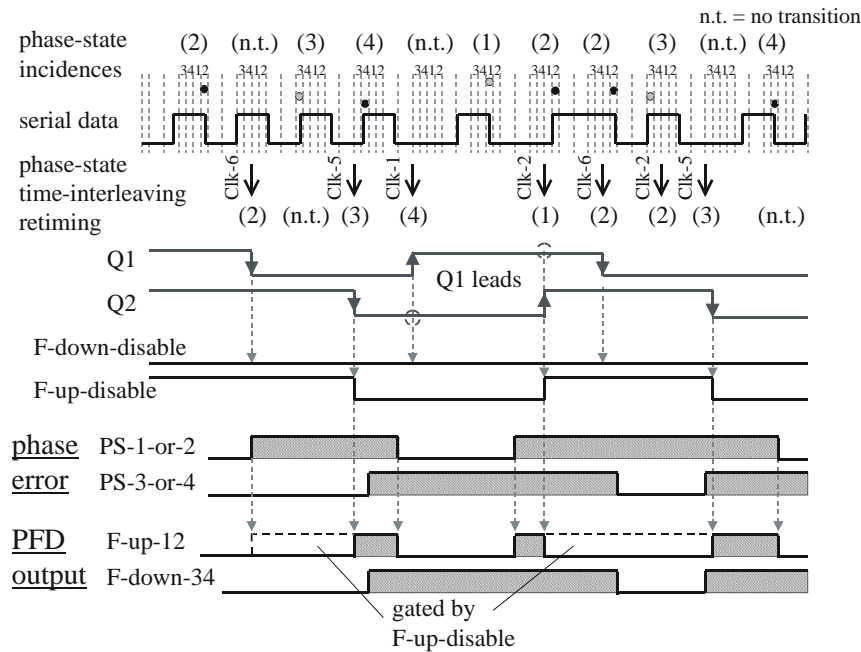 n.t. = no transition
phase-state incidences
(2) (n.t.) (3) (4) (n.t.) (1) (2) (2) (3) (n.t.) (4)
3412 3412 3412 3412 3412 3412 3412 3412 3412 3412 3412
serial data
phase-state time-interleaving retiming
Clk-6 Clk-5 Clk-1 Clk-2 Clk-6 Clk-2 Clk-5
(2) (n.t.) (3) (4) (1) (2) (2) (3) (n.t.)
Q1
Q1 leads
Q2
F-down-disable
F-up-disable
phase error
PS-1-or-2
PS-3-or-4
PFD output
F-up-12
F-down-34
gated by
F-up-disable